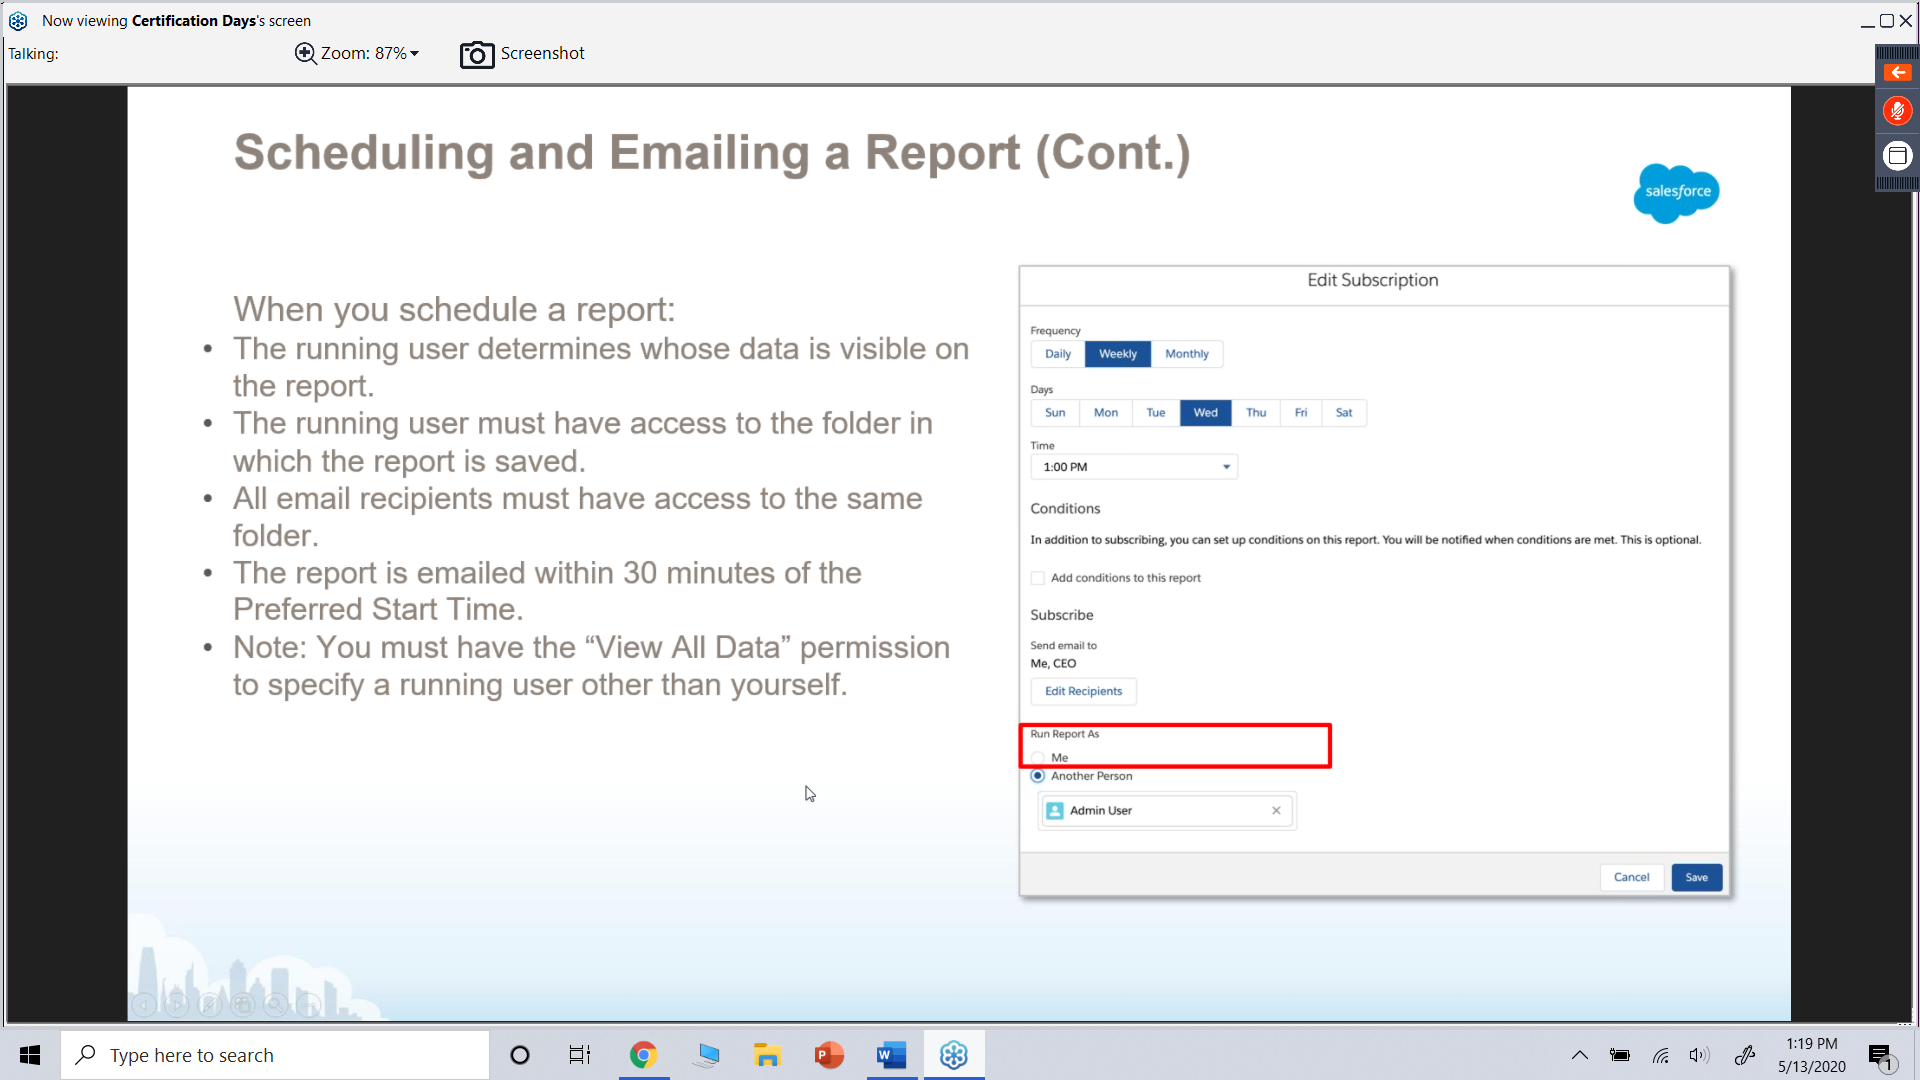 Now viewing Certification Days's screen
Talking:
Zoom: 87%
Screenshot
Scheduling and Emailing a Report (Cont.)
salesforce
When you schedule a report:
• The running user determines whose data is visible on
the report.
• The running user must have access to the folder in
which the report is saved.
• All email recipients must have access to the same
folder.
• The report is emailed within 30 minutes of the
Preferred Start Time.
• Note: You must have the “View All Data” permission
to specify a running user other than yourself.
Edit Subscription
Frequency
Daily Weekly Monthly
Days
Sun Mon Tue Wed Thu Fri Sat
Time
1:00 PM
Conditions
In addition to subscribing, you can set up conditions on this report. You will be notified when conditions are met. This is optional.
Add conditions to this report
Subscribe
Send email to
Me, CEO
Edit Recipients
Run Report As
Me
Another Person
Admin User
Cancel Save
Type here to search
1:19 PM
5/13/2020
1